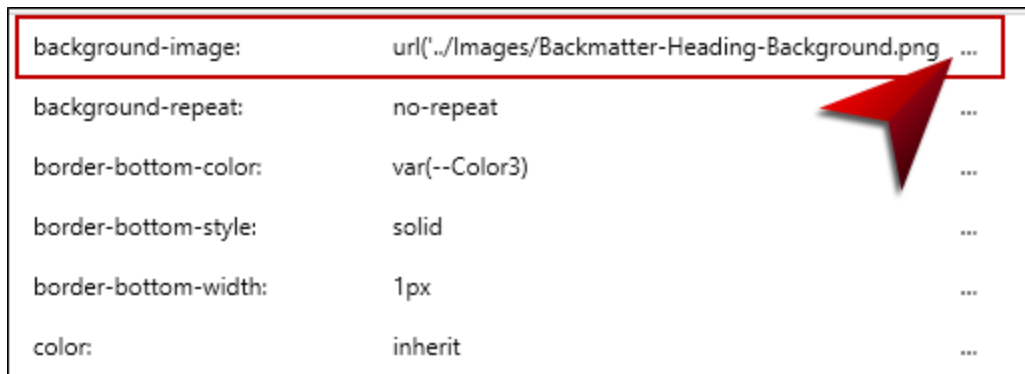 background-image: url('../Images/Backmatter-Heading-Background.png ...
background-repeat: no-repeat ...
border-bottom-color: var(--Color3) ...
border-bottom-style: solid ...
border-bottom-width: 1px ...
color: inherit ...